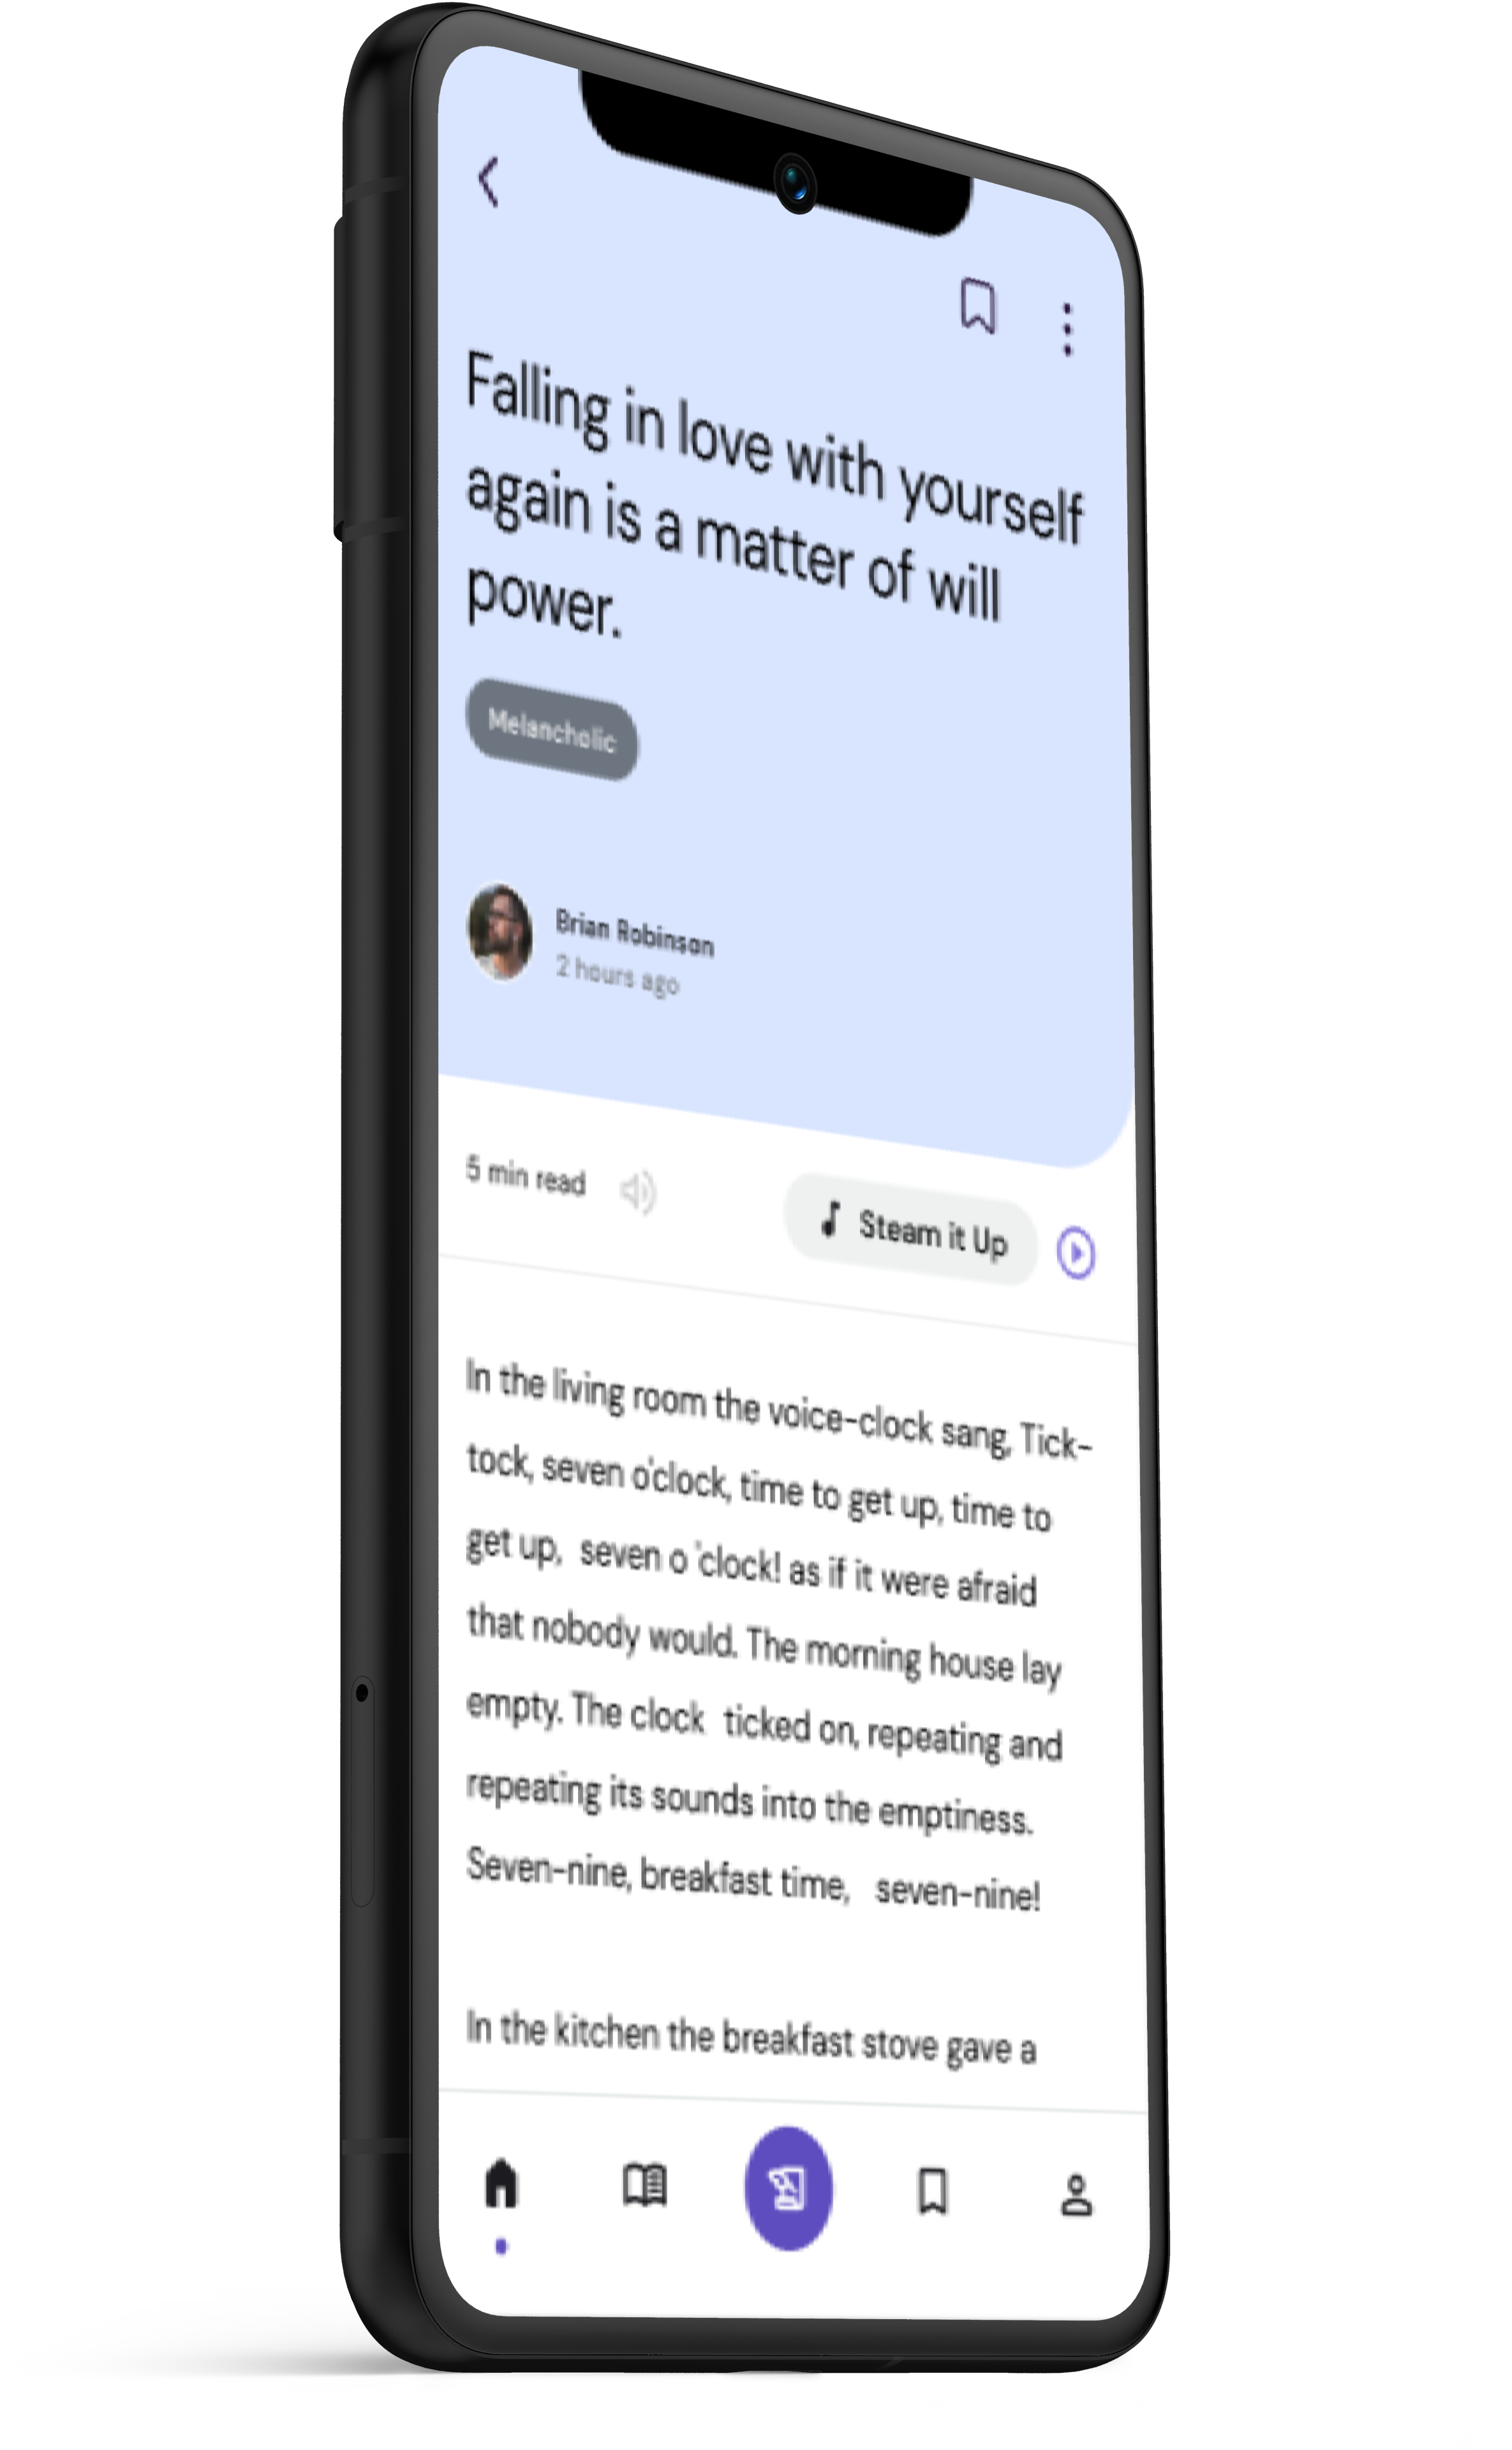 Falling in love with yourself
again is a matter of will
power.
Melancholic
Brian Robinson
2 hours ago
5 min read
Steam it Up
In the living room the voice-clock sang, Tick-
tock, seven o'clock, time to get up, time to
get up,  seven o 'clock! as if it were afraid
that nobody would. The morning house lay
empty. The clock  ticked on, repeating and
repeating its sounds into the emptiness.
Seven-nine, breakfast time,   seven-nine!
In the kitchen the breakfast stove gave a